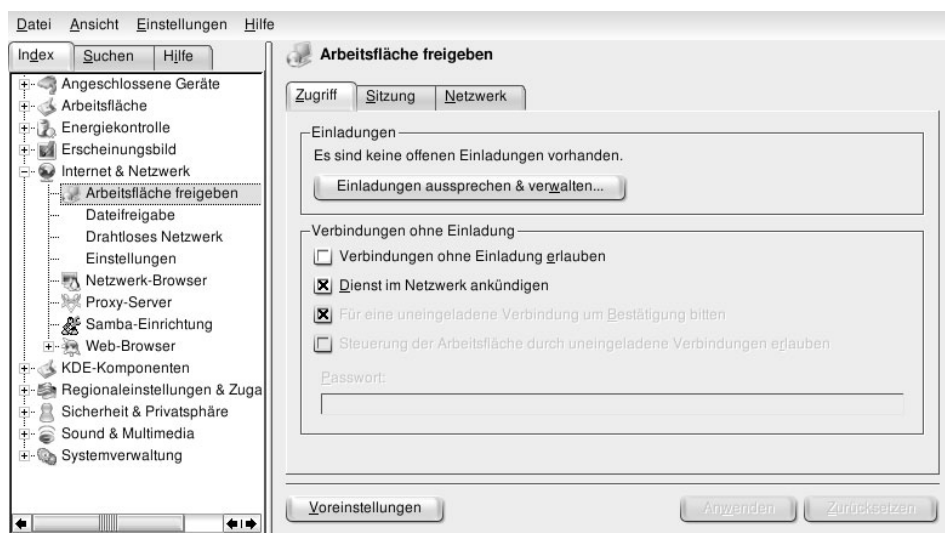 Datei Ansicht Einstellungen Hilfe
Index Suchen Hilfe
Angeschlossene Geräte
Arbeitsfläche
Energiekontrolle
Erscheinungsbild
Internet & Netzwerk
Arbeitsfläche freigeben
Dateifreigabe
Drahtloses Netzwerk
Einstellungen
Netzwerk-Browser
Proxy-Server
Samba-Einrichtung
Web-Browser
KDE-Komponenten
Regionaleinstellungen & Zuga
Sicherheit & Privatsphäre
Sound & Multimedia
Systemverwaltung
Arbeitsfläche freigeben
Zugriff Sitzung Netzwerk
Einladungen
Es sind keine offenen Einladungen vorhanden.
Einladungen aussprechen & verwalten...
Verbindungen ohne Einladung
Verbindungen ohne Einladung erlauben
Dienst im Netzwerk ankündigen
Für eine uneingeladene Verbindung um Bestätigung bitten
Steuerung der Arbeitsfläche durch uneingeladene Verbindungen erlauben
Passwort:
Voreinstellungen Anwenden Zurücksetzen